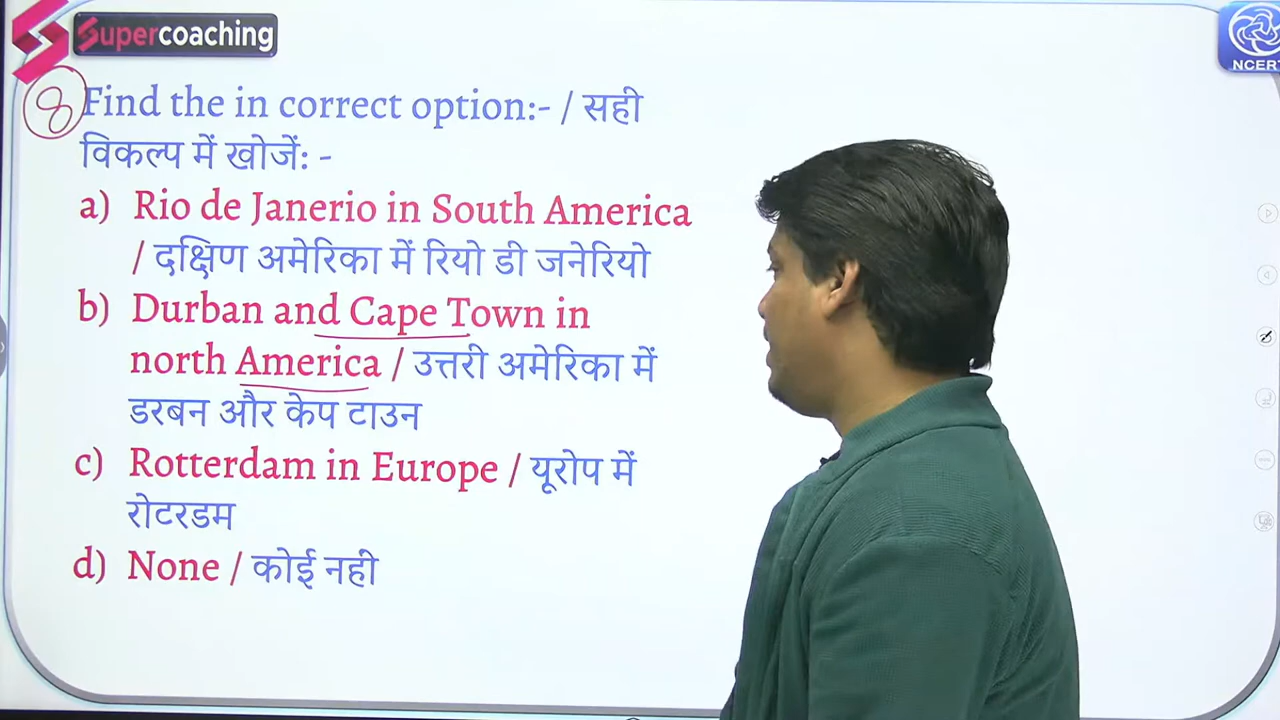 Supercoaching
NCERT
8 Find the in correct option:- / सही
विकल्प में खोजें: -
a) Rio de Janerio in South America
/ दक्षिण अमेरिका में रियो डी जनेरियो
b) Durban and Cape Town in
north America / उत्तरी अमेरिका में
डरबन और केप टाउन
c) Rotterdam in Europe / यूरोप में
रोटरडम
d) None / कोई नही